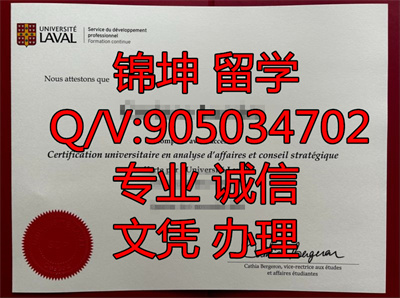 UNIVERSITÉ
LAVAL
Service du développement
professionnel
Formation continue
Nous attestons que
锦坤 留学
Q/V:905034702
Certification universitaire en analyse d'affaires et conseil stratégique
专业 诚信
文凭 办理
Bergeron
Cathia Bergeron, vice-rectrice aux études
et affaires étudiantes